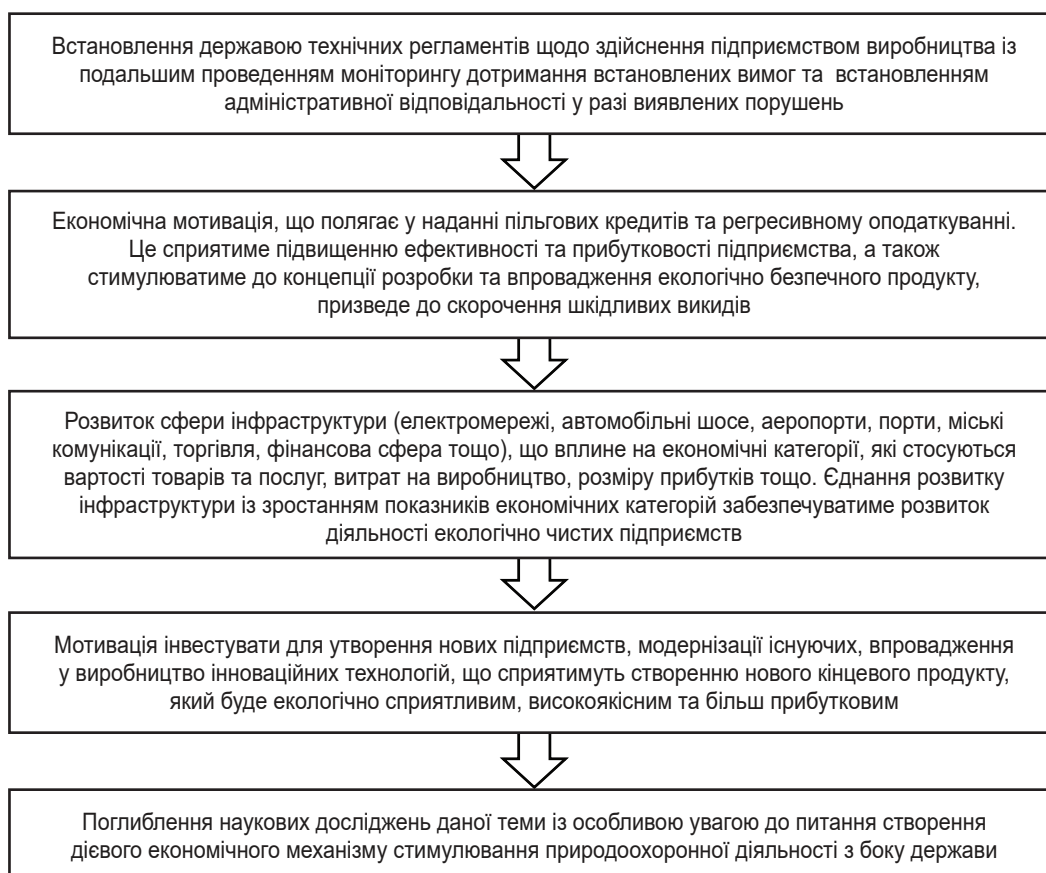 Встановлення державою технічних регламентів щодо здійснення підприємством виробництва із
подальшим проведенням моніторингу дотримання встановлених вимог та встановленням
адміністративної відповідальності у разі виявлених порушень
Економічна мотивація, що полягає у наданні пільгових кредитів та регресивному оподаткуванні.
Це сприятиме підвищенню ефективності та прибутковості підприємства, а також
стимулюватиме до концепції розробки та впровадження екологічно безпечного продукту,
призведе до скорочення шкідливих викидів
Розвиток сфери інфраструктури (електромережі, автомобільні шосе, аеропорти, порти, міські
комунікації, торгівля, фінансова сфера тощо), що вплине на економічні категорії, які стосуються
вартості товарів та послуг, витрат на виробництво, розміру прибутків тощо. Єднання розвитку
інфраструктури із зростанням показників економічних категорій забезпечуватиме розвиток
діяльності екологічно чистих підприємств
Мотивація інвестувати для утворення нових підприємств, модернізації існуючих, впровадження
у виробництво інноваційних технологій, що сприятимуть створенню нового кінцевого продукту,
який буде екологічно сприятливим, високоякісним та більш прибутковим
Поглиблення наукових досліджень даної теми із особливою увагою до питання створення
дієвого економічного механізму стимулювання природоохоронної діяльності з боку держави